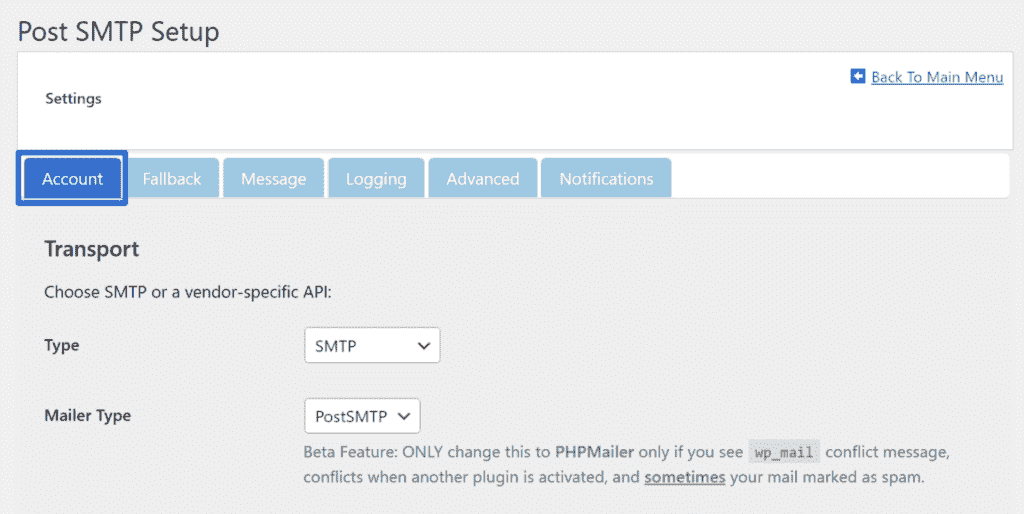 Post SMTP Setup
Back To Main Menu
Settings
Account Fallback Message Logging Advanced Notifications
Transport
Choose SMTP or a vendor-specific API:
Type SMTP
Mailer Type PostSMTP
Beta Feature: ONLY change this to PHPMailer only if you see wp_mail conflict message,
conflicts when another plugin is activated, and sometimes your mail marked as spam.